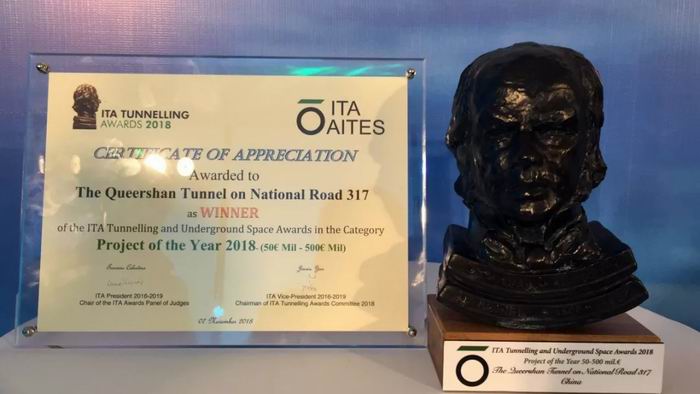 ITA TUNNELLING
AWARDS 2018
ITA
AITES
CERTIFICATE OF APPRECIATION
Awarded to
The Queershan Tunnel on National Road 317
as WINNER
of the ITA Tunnelling and Underground Space Awards in the Category
Project of the Year 2018- (50€ Mil - 500€ Mil)
ITA President 2016-2019
Chair of the ITA Awards Panel of Judges
ITA Vice-President 2016-2019
Chairman of ITA Tunnelling Awards Committee 2018
07 November 2018
ITA Tunnelling and Underground Space Awards 2018
Project of the Year 50-500 mil.€
The Queershan Tunnel on National Road 317
China